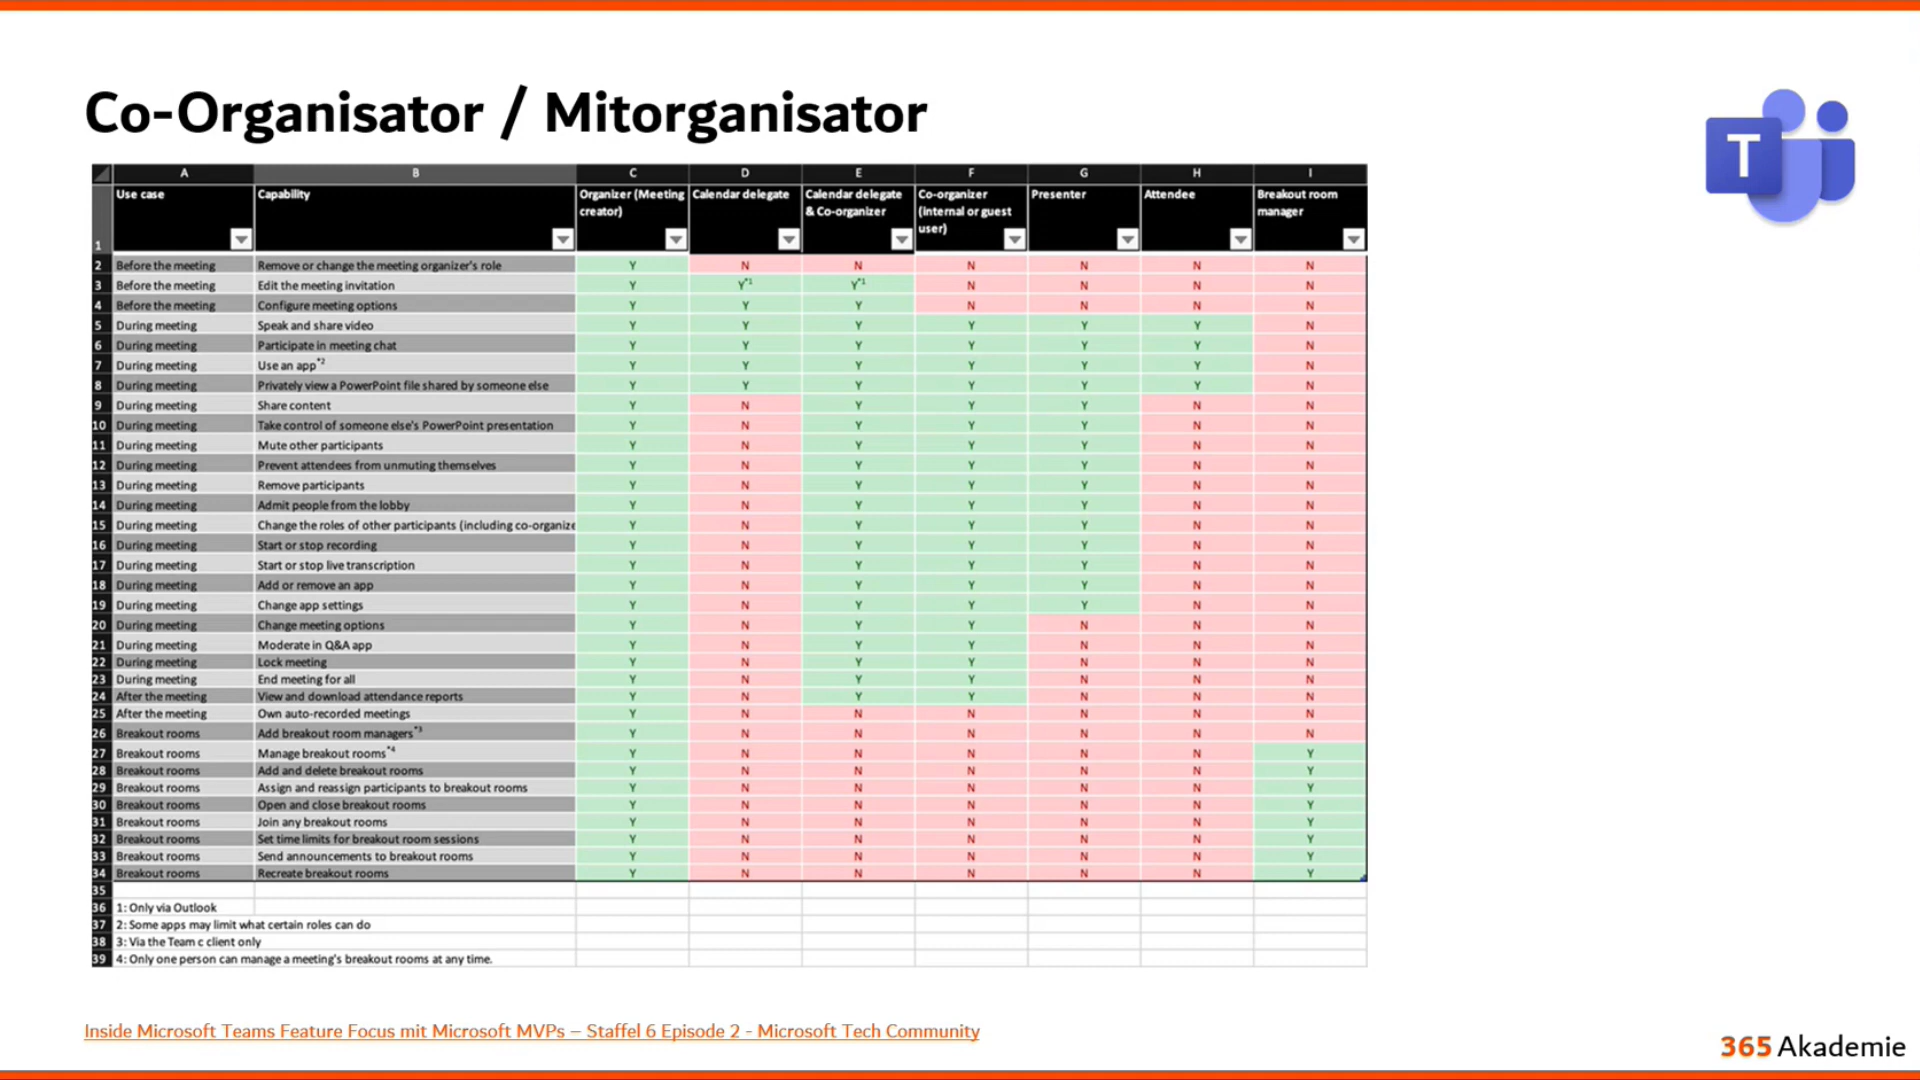 Co-Organisator / Mitorganisator
T
A B C D E F G H I
1 Use case Capability Organizer (Meeting creator) Calendar delegate Calendar delegate & Co-organizer Co-organizer (internal or guest user) Presenter Attendee Breakout room manager
2 Before the meeting Remove or change the meeting organizer's role Y N N N N N N
3 Before the meeting Edit the meeting invitation Y Y*1 Y*1 N N N N
4 Before the meeting Configure meeting options Y Y Y N N N N
5 During meeting Speak and share video Y Y Y Y Y Y N
6 During meeting Participate in meeting chat Y Y Y Y Y Y N
7 During meeting Use an app*2 Y Y Y Y Y Y N
8 During meeting Privately view a PowerPoint file shared by someone else Y Y Y Y Y Y N
9 During meeting Share content Y N Y Y Y N N
10 During meeting Take control of someone else's PowerPoint presentation Y N Y Y Y N N
11 During meeting Mute other participants Y N Y Y Y N N
12 During meeting Prevent attendees from unmuting themselves Y N Y Y Y N N
13 During meeting Remove participants Y N Y Y Y N N
14 During meeting Admit people from the lobby Y N Y Y Y N N
15 During meeting Change the roles of other participants (including co-organize Y N Y Y Y N N
16 During meeting Start or stop recording Y N Y Y Y N N
17 During meeting Start or stop live transcription Y N Y Y Y N N
18 During meeting Add or remove an app Y N Y Y Y N N
19 During meeting Change app settings Y N Y Y Y N N
20 During meeting Change meeting options Y N Y Y N N N
21 During meeting Moderate in Q&A app Y N Y Y N N N
22 During meeting Lock meeting Y N Y Y N N N
23 During meeting End meeting for all Y N Y Y N N N
24 After the meeting View and download attendance reports Y N Y Y N N N
25 After the meeting Own auto-recorded meetings Y N N N N N N
26 Breakout rooms Add breakout room managers*3 Y N N N N N N
27 Breakout rooms Manage breakout rooms*4 Y N N N N N Y
28 Breakout rooms Add and delete breakout rooms Y N N N N N Y
29 Breakout rooms Assign and reassign participants to breakout rooms Y N N N N N Y
30 Breakout rooms Open and close breakout rooms Y N N N N N Y
31 Breakout rooms Join any breakout rooms Y N N N N N Y
32 Breakout rooms Set time limits for breakout room sessions Y N N N N N Y
33 Breakout rooms Send announcements to breakout rooms Y N N N N N Y
34 Breakout rooms Recreate breakout rooms Y N N N N N Y
35
36 1: Only via Outlook
37 2: Some apps may limit what certain roles can do
38 3: Via the Team c client only
39 4: Only one person can manage a meeting's breakout rooms at any time.
Inside Microsoft Teams Feature Focus mit Microsoft MVPs – Staffel 6 Episode 2 - Microsoft Tech Community
365 Akademie